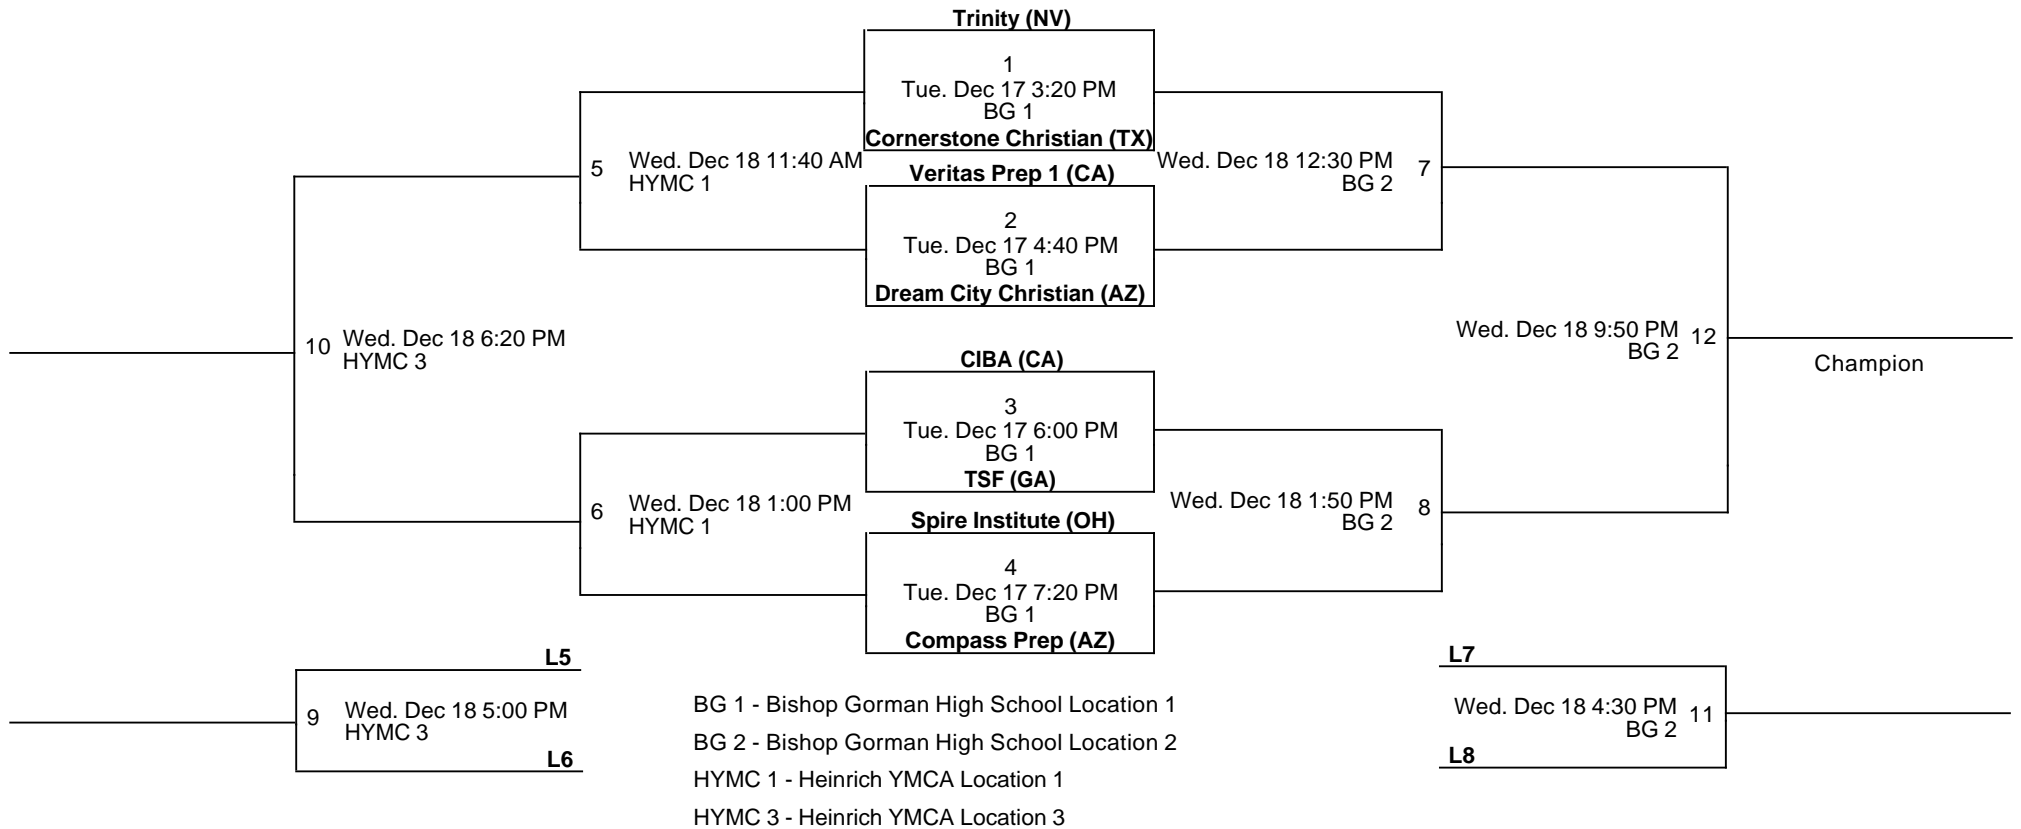 Trinity (NV)
1
Tue. Dec 17 3:20 PM
BG 1
Cornerstone Christian (TX)
5
Wed. Dec 18 11:40 AM
HYMC 1
Wed. Dec 18 12:30 PM
BG 2
7
Veritas Prep 1 (CA)
2
Tue. Dec 17 4:40 PM
BG 1
Dream City Christian (AZ)
10
Wed. Dec 18 6:20 PM
HYMC 3
Wed. Dec 18 9:50 PM
BG 2
12
Champion
CIBA (CA)
3
Tue. Dec 17 6:00 PM
BG 1
TSF (GA)
6
Wed. Dec 18 1:00 PM
HYMC 1
Wed. Dec 18 1:50 PM
BG 2
8
Spire Institute (OH)
4
Tue. Dec 17 7:20 PM
BG 1
Compass Prep (AZ)
L5
9
Wed. Dec 18 5:00 PM
HYMC 3
L6
L7
Wed. Dec 18 4:30 PM
BG 2
11
L8
BG 1 - Bishop Gorman High School Location 1
BG 2 - Bishop Gorman High School Location 2
HYMC 1 - Heinrich YMCA Location 1
HYMC 3 - Heinrich YMCA Location 3